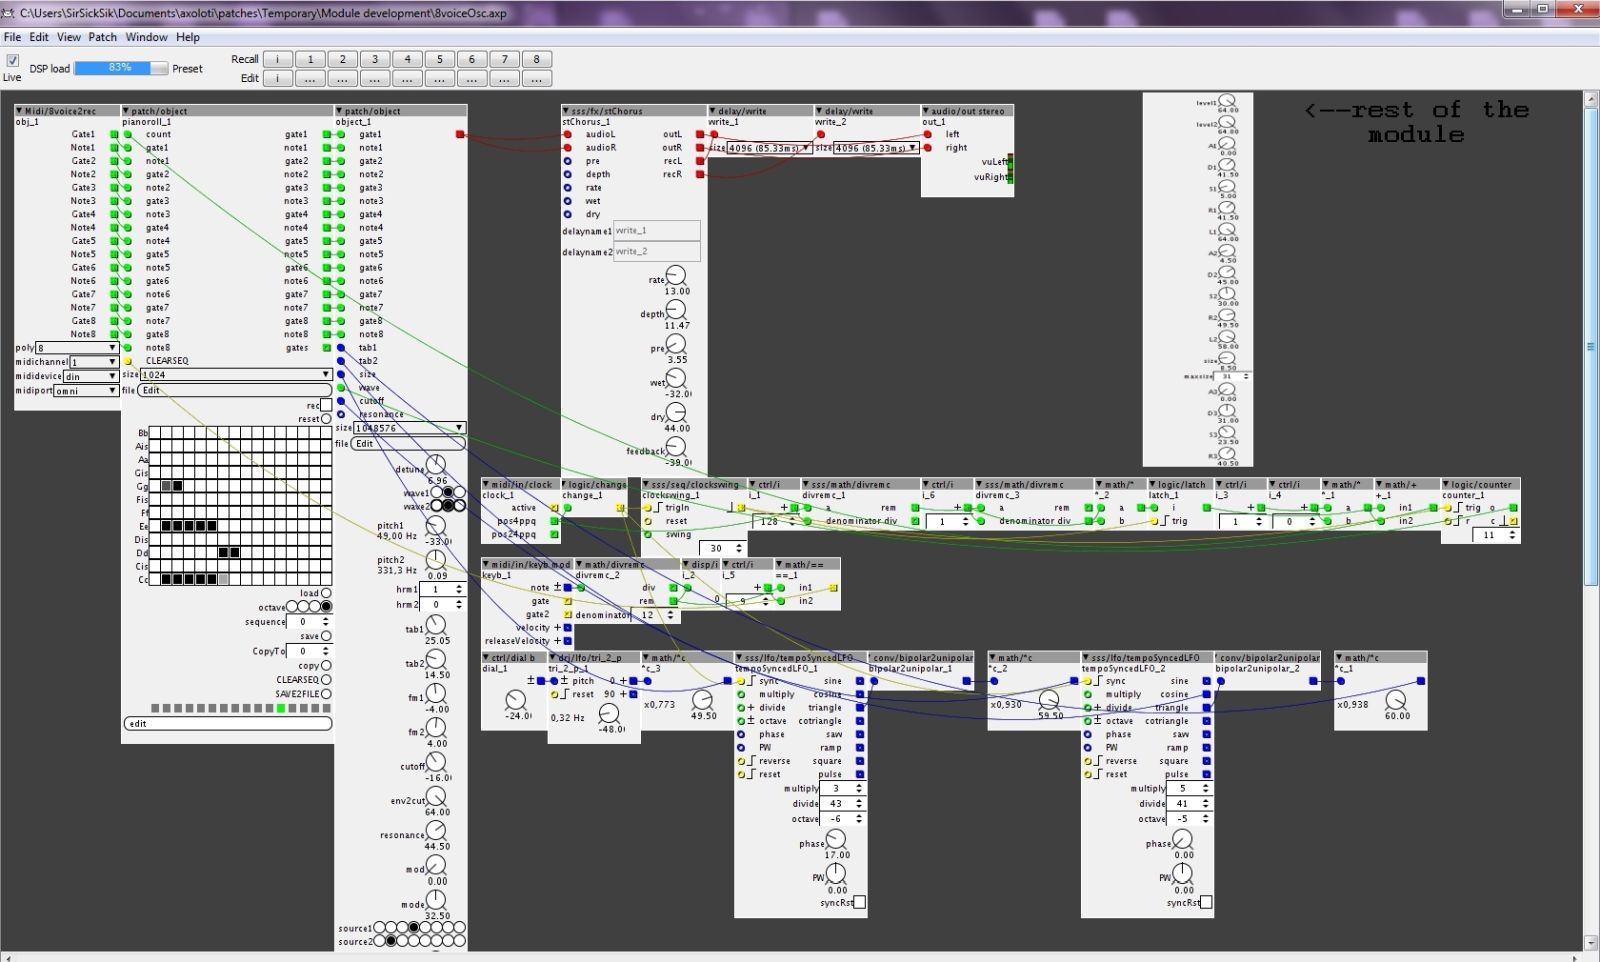 C:\Users\SirSickSik\Documents\axoloti\patches\Temporary\Module development\8voiceOsc.axp
File Edit View Patch Window Help
Live
DSP load 83% Preset
Recall i 1 2 3 4 5 6 7 8
Edit i ... ... ... ... ... ... ... ...
Midi/8voice2rec
obj_1
Gate1
Note1
Gate2
Note2
Gate3
Note3
Gate4
Note4
Gate5
Note5
Gate6
Note6
Gate7
Note7
Gate8
Note8
poly 8
midichannel 1
mididevice din
midiport omni
patch/object
pianoroll_1
count gate1
gate1 note1
note1 gate2
gate2 note2
note2 gate3
gate3 note3
note3 gate4
gate4 note4
note4 gate5
gate5 note5
note5 gate6
gate6 note6
note6 gate7
gate7 note7
note7 gate8
gate8 note8
note8 gates
CLEARSEQ
size 1024
file Edit
rec
reset
Bb
Ais
Aa
Gis
Gg
Fis
Ff
Ee
Dis
Dd
Cis
Cc
load
octave
sequence 0
save
CopyTo 0
copy
CLEARSEQ
SAVE2FILE
edit
patch/object
object_1
gate1
note1
gate2
note2
gate3
note3
gate4
note4
gate5
note5
gate6
note6
gate7
note7
gate8
note8
tab1
tab2
size
wave
cutoff
resonance
size 1048576
file Edit
detune 6.96
wave1
wave2
pitch1
49,00 Hz -33.0
pitch2
331,3 Hz 0.09
hrm1 1
hrm2 0
tab1 25.05
tab2 14.50
fm1 -4.00
fm2 4.00
cutoff -16.0
env2cut 64.00
resonance 44.50
mod 0.00
mode 32.50
source1
source2
sss/fx/stChorus
stChorus_1
audioL outL
audioR outR
pre recL
depth recR
rate
wet
dry
delayname1 write_1
delayname2 write_2
rate 13.00
depth 11.47
pre 3.55
wet -32.0
dry 44.00
feedback -39.0
delay/write
write_1
size 4096 (85.33ms)
delay/write
write_2
size 4096 (85.33ms)
audio/out stereo
out_1
left
right
vuLeft
vuRight
level1 64.00
level2 64.00
A1 0.00
D1 41.50
S1 5.00
R1 41.50
L1 64.00
A2 4.50
D2 45.00
S2 30.00
R2 49.50
L2 58.00
size 8.50
maxsize 31
A3 0.00
D3 31.00
S3 23.50
R3 40.50
<--rest of the
module
midi/in/clock
clock_1
active
pos4ppq
pos24ppq
logic/change
change_1
sss/seq/clockswing
clockswing_1
trigIn
reset
swing
30
ctrl/i
i_1
128
sss/math/divremc
divremc_1
a rem
denominator div
ctrl/i
i_6
1
sss/math/divremc
divremc_3
a rem
denominator div
math/*
*_2
a
b
logic/latch
latch_1
i
trig
ctrl/i
i_3
1
ctrl/i
i_4
0
math/*
*_1
a
b
math/+
+_1
in1
in2
logic/counter
counter_1
trig o
r c
11
midi/in/keyb mod
keyb_1
note
gate
gate2
velocity
releaseVelocity
math/divremc
divremc_2
div
rem
denominator 12
disp/i
i_2
0
ctrl/i
i_5
9
math/==
==_1
in1
in2
ctrl/dial b
dial_1
-24.0
drj/lfo/tri_2_p
tri_2_p_1
pitch 0
reset 90
0,32 Hz -48.0
math/*c
*c_3
x0,773 49.50
sss/lfo/tempoSyncedLFO
tempoSyncedLFO_1
sync sine
multiply cosine
divide triangle
octave cotriangle
phase saw
PW ramp
reverse square
reset pulse
multiply 3
divide 43
octave -6
phase 17.00
PW 0.00
syncRst
conv/bipolar2unipolar
bipolar2unipolar_1
math/*c
*c_2
x0,930 59.50
sss/lfo/tempoSyncedLFO
tempoSyncedLFO_2
sync sine
multiply cosine
divide triangle
octave cotriangle
phase saw
PW ramp
reverse square
reset pulse
multiply 5
divide 41
octave -5
phase 0.00
PW 0.00
syncRst
conv/bipolar2unipolar
bipolar2unipolar_2
math/*c
*c_1
x0,938 60.00